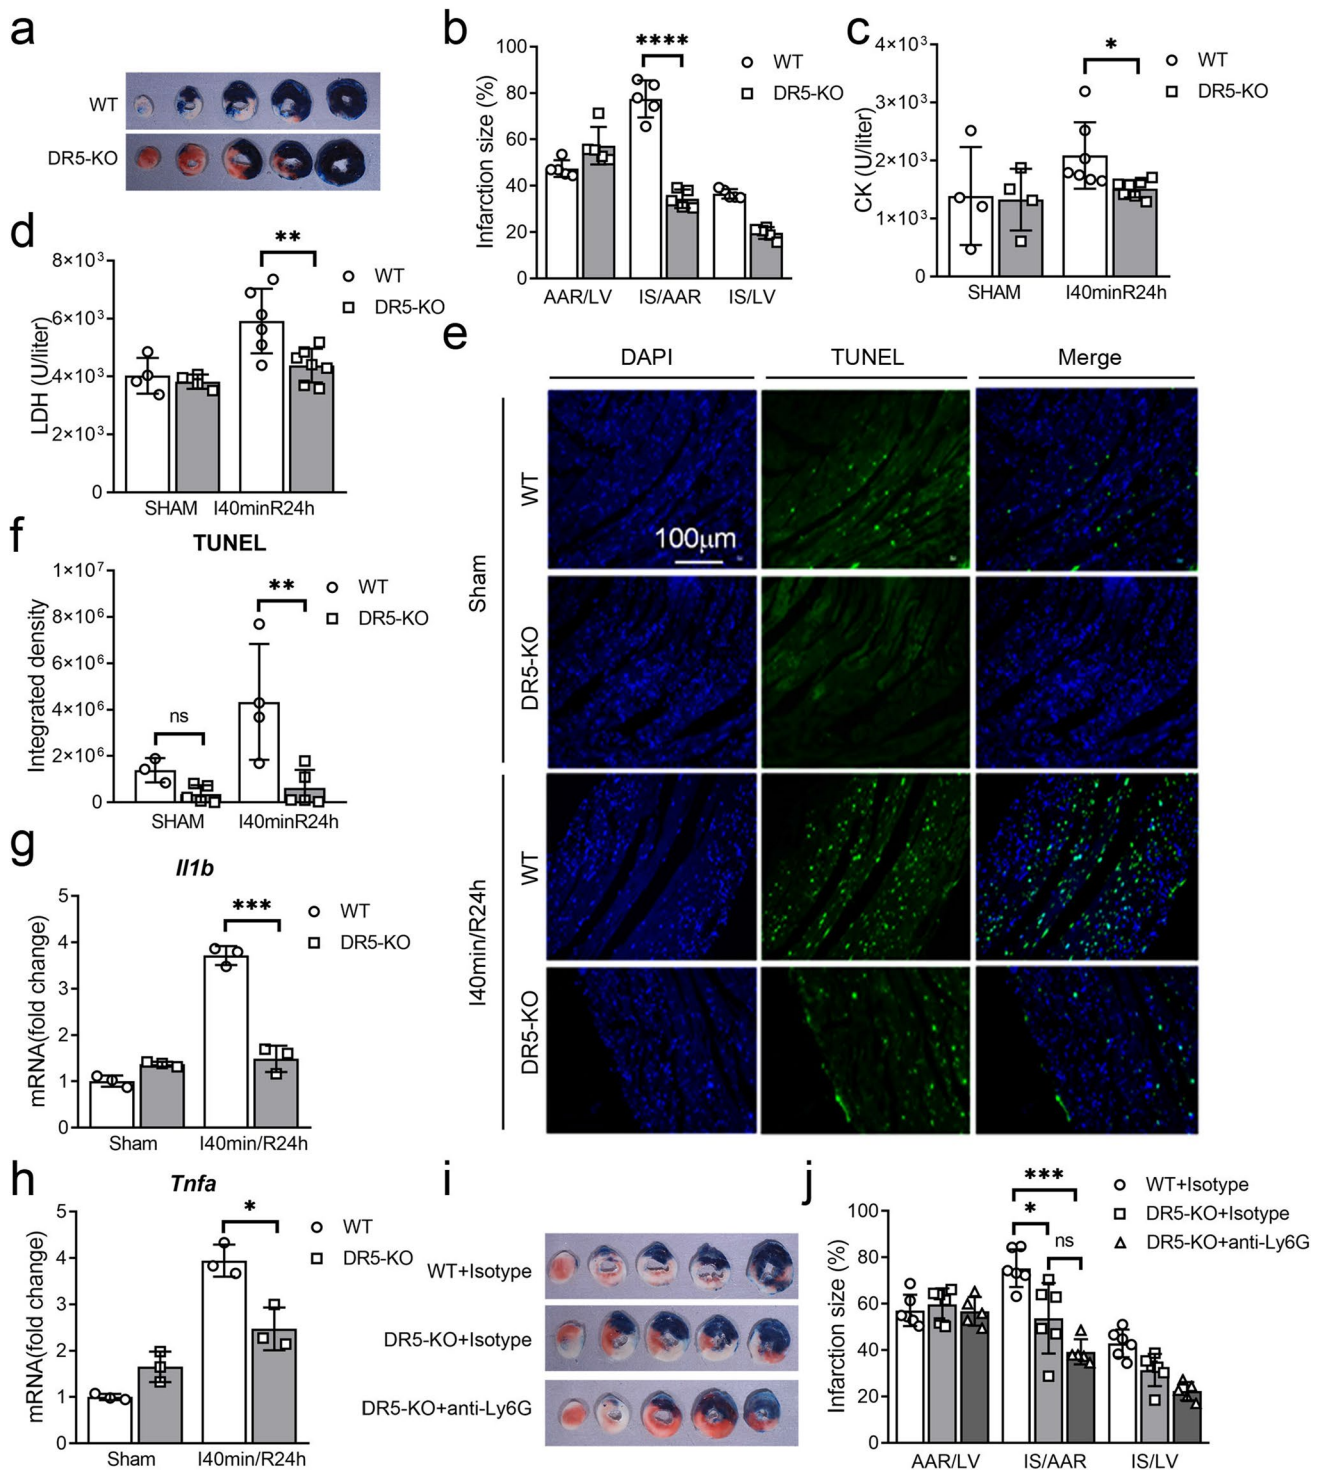 a
WT
DR5-KO
b
Infarction size (%)
100
80
60
40
20
0
****
WT
DR5-KO
AAR/LV IS/AAR IS/LV
c
CK (U/liter)
4×10³
3×10³
2×10³
1×10³
0
*
WT
DR5-KO
SHAM I40minR24h
d
LDH (U/liter)
8×10³
6×10³
4×10³
2×10³
0
**
WT
DR5-KO
SHAM I40minR24h
e
DAPI TUNEL Merge
Sham
WT
100μm
DR5-KO
I40min/R24h
WT
DR5-KO
f
TUNEL
Integrated density
1×10⁷
8×10⁶
6×10⁶
4×10⁶
2×10⁶
0
ns
**
WT
DR5-KO
SHAM I40minR24h
g
Il1b
mRNA(fold change)
5
4
3
2
1
0
***
WT
DR5-KO
Sham I40min/R24h
h
Tnfa
mRNA(fold change)
5
4
3
2
1
0
*
WT
DR5-KO
Sham I40min/R24h
i
WT+Isotype
DR5-KO+Isotype
DR5-KO+anti-Ly6G
j
Infarction size (%)
100
80
60
40
20
0
***
*
ns
WT+Isotype
DR5-KO+Isotype
DR5-KO+anti-Ly6G
AAR/LV IS/AAR IS/LV